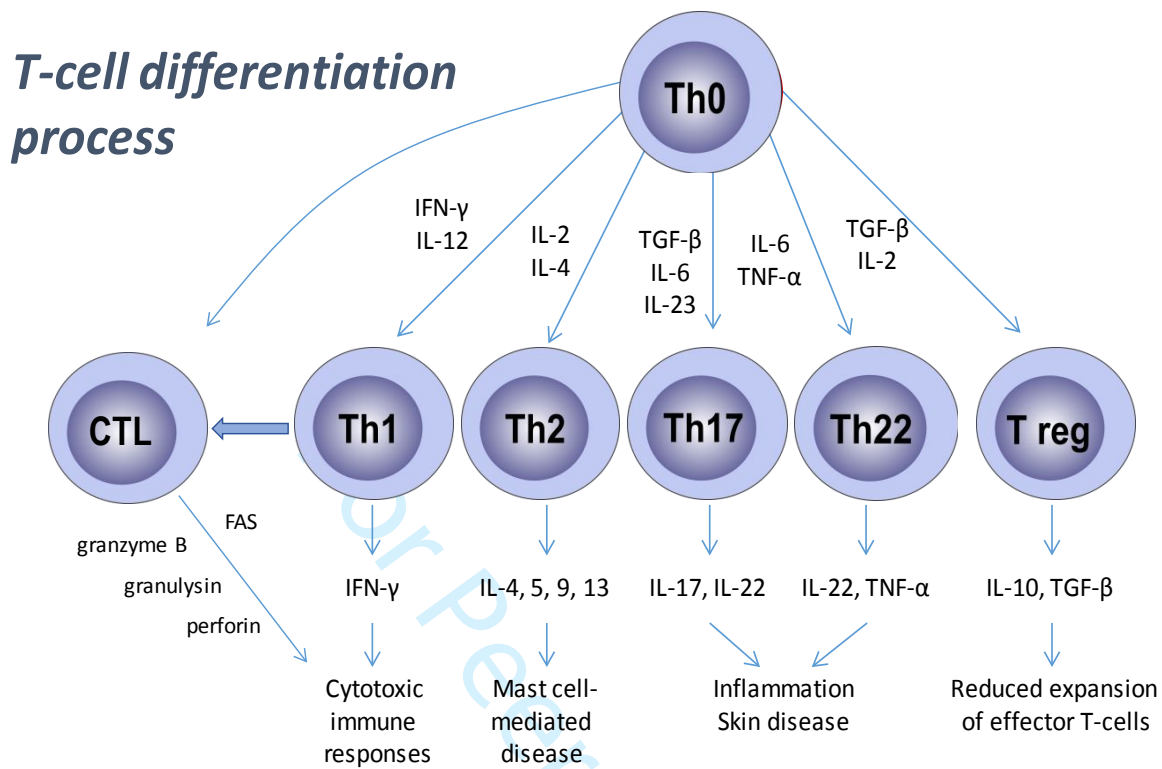 T-cell differentiation
process
Th0
IFN-γ
IL-12
IL-2
IL-4
TGF-β
IL-6
IL-23
IL-6
TNF-α
TGF-β
IL-2
CTL
Th1
Th2
Th17
Th22
T reg
FAS
granzyme B
granulysin
perforin
IFN-γ
IL-4, 5, 9, 13
IL-17, IL-22
IL-22, TNF-α
IL-10, TGF-β
Cytotoxic
immune
responses
Mast cell-
mediated
disease
Inflammation
Skin disease
Reduced expansion
of effector T-cells
or Peer